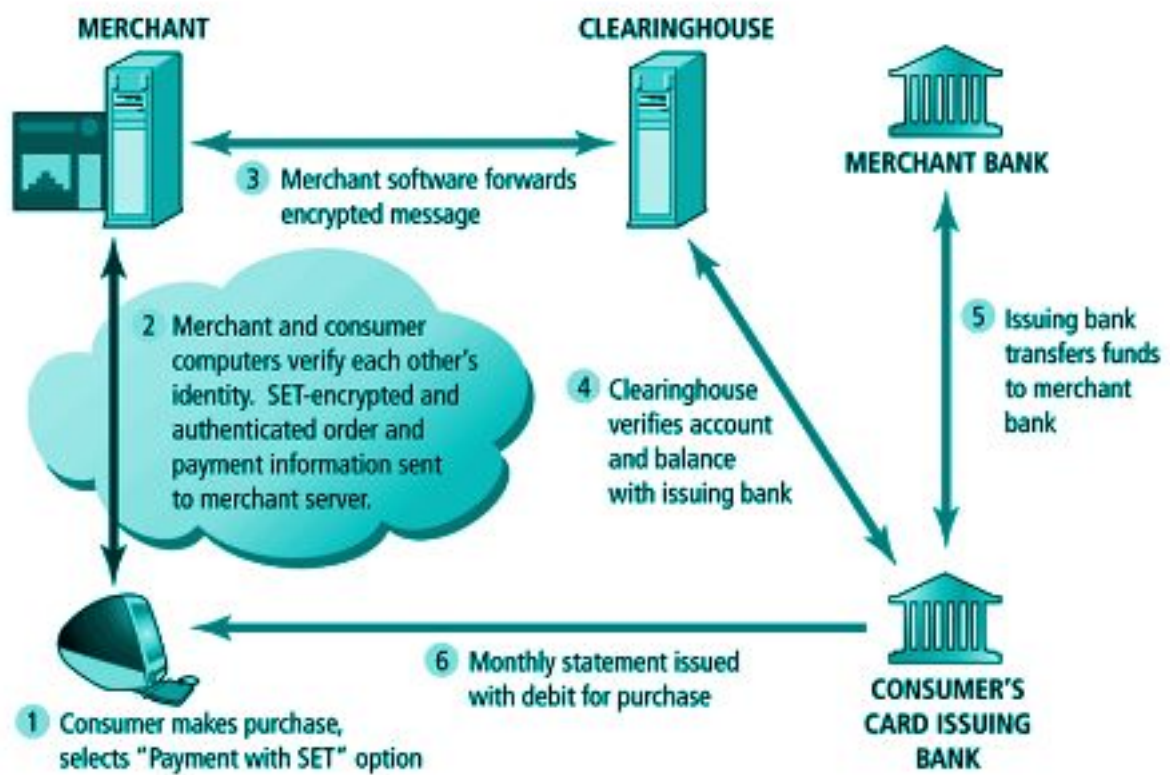 MERCHANT
CLEARINGHOUSE
MERCHANT BANK
3 Merchant software forwards
encrypted message
2 Merchant and consumer
computers verify each other's
identity. SET-encrypted and
authenticated order and
payment information sent
to merchant server.
4 Clearinghouse
verifies account
and balance
with issuing bank
5 Issuing bank
transfers funds
to merchant
bank
6 Monthly statement issued
with debit for purchase
CONSUMER'S
CARD ISSUING
BANK
1 Consumer makes purchase,
selects "Payment with SET" option